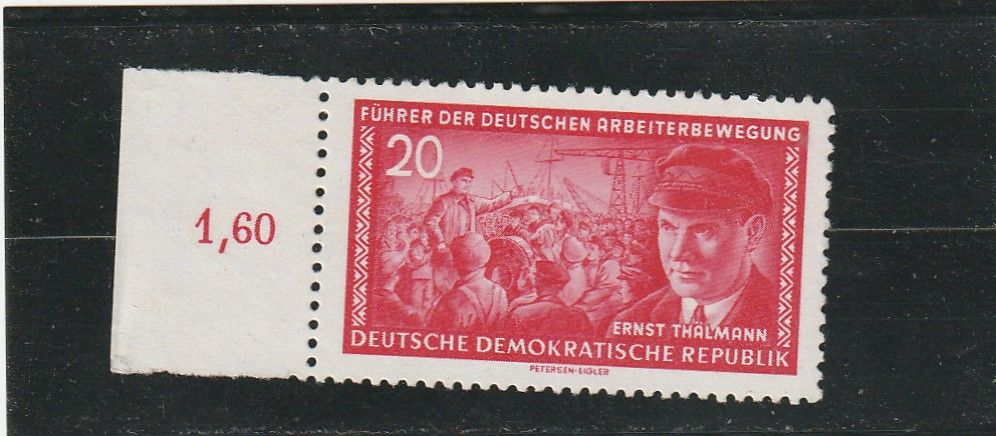 FÜHRER DER DEUTSCHEN ARBEITERBEWEGUNG
20
1,60
ERNST THÄLMANN
DEUTSCHE DEMOKRATISCHE REPUBLIK
PETERSEN-EIGLER